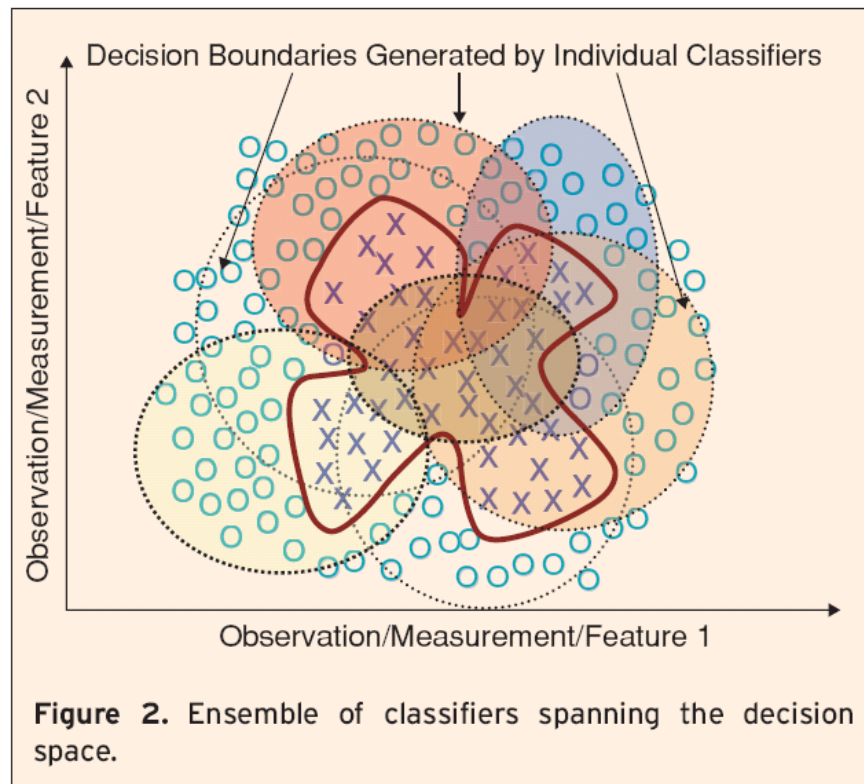 Decision Boundaries Generated by Individual Classifiers
Observation/Measurement/Feature 2
Observation/Measurement/Feature 1
Figure 2. Ensemble of classifiers spanning the decision
space.